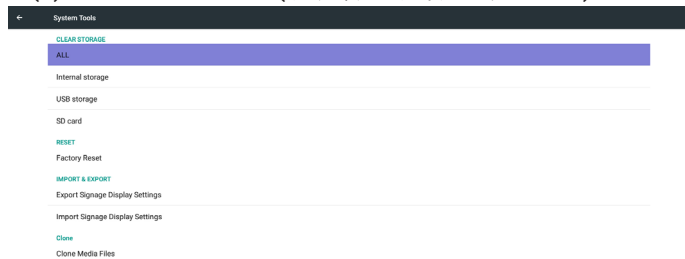 System Tools
CLEAR STORAGE
ALL
Internal storage
USB storage
SD card
RESET
Factory Reset
IMPORT & EXPORT
Export Signage Display Settings
Import Signage Display Settings
Clone
Clone Media Files